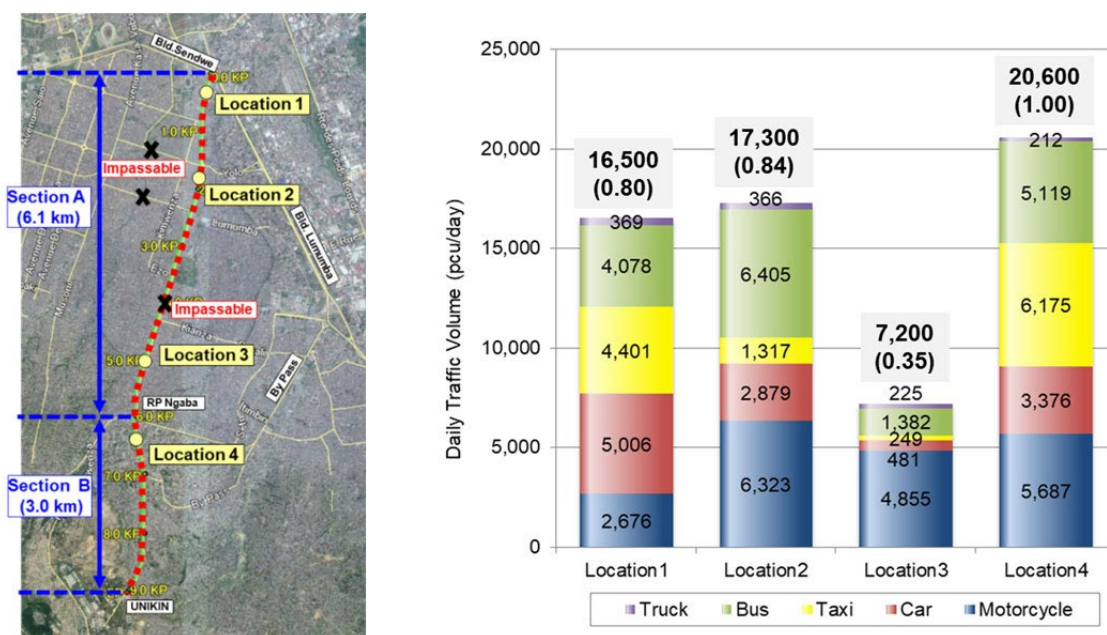 Bld.Sendwe
0.0 KP
Location 1
1.0 KP
Impassable
Location 2
Section A
(6.1 km)
Bld. Lumumba
Lumumba
3.0 KP
Impassable
Location 3
5.0 KP
By Pass
RP Ngaba
6.0 KP
Location 4
7.0 KP
By Pass
Section B
(3.0 km)
8.0 KP
9.0 KP
UNIKIN
Daily Traffic Volume (pcu/day)
25,000
20,000
15,000
10,000
5,000
0
16,500
(0.80)
369
4,078
4,401
5,006
2,676
17,300
(0.84)
366
6,405
1,317
2,879
6,323
7,200
(0.35)
225
1,382
249
481
4,855
20,600
(1.00)
212
5,119
6,175
3,376
5,687
Location1
Location2
Location3
Location4
Truck
Bus
Taxi
Car
Motorcycle